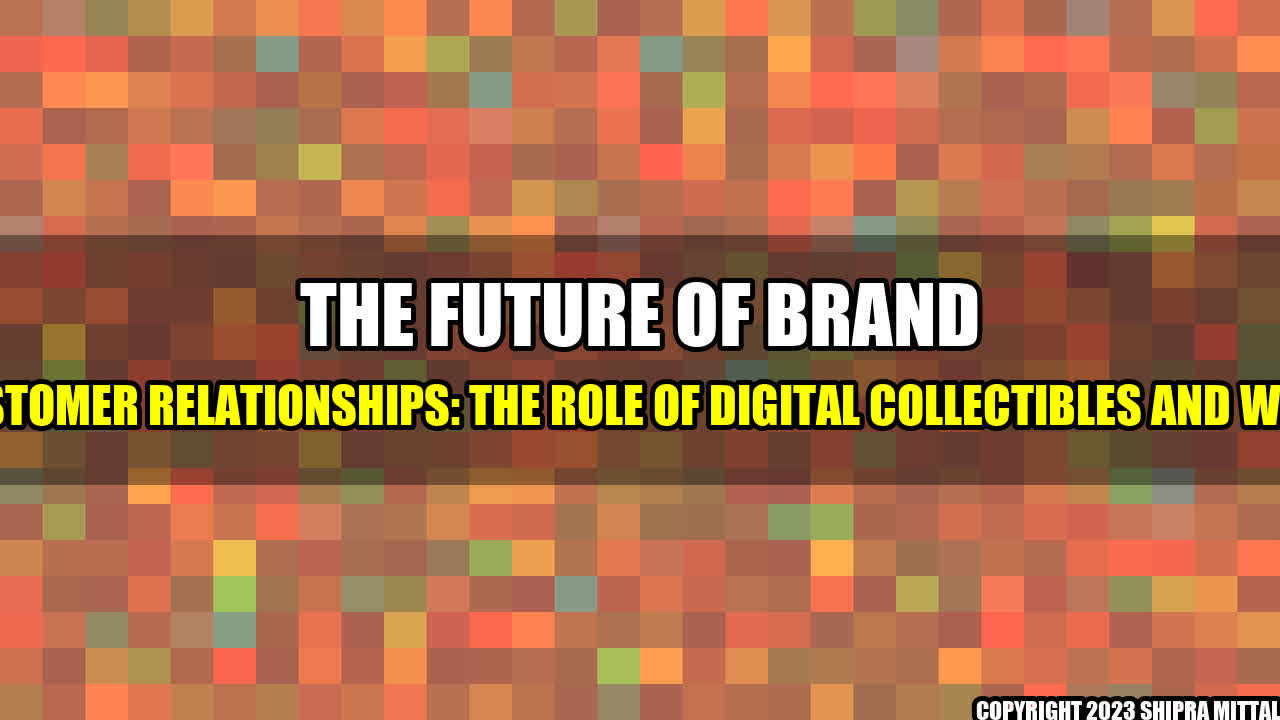 THE FUTURE OF BRAND
STOMER RELATIONSHIPS: THE ROLE OF DIGITAL COLLECTIBLES AND W
COPYRIGHT 2023 SHIPRA MITTAL